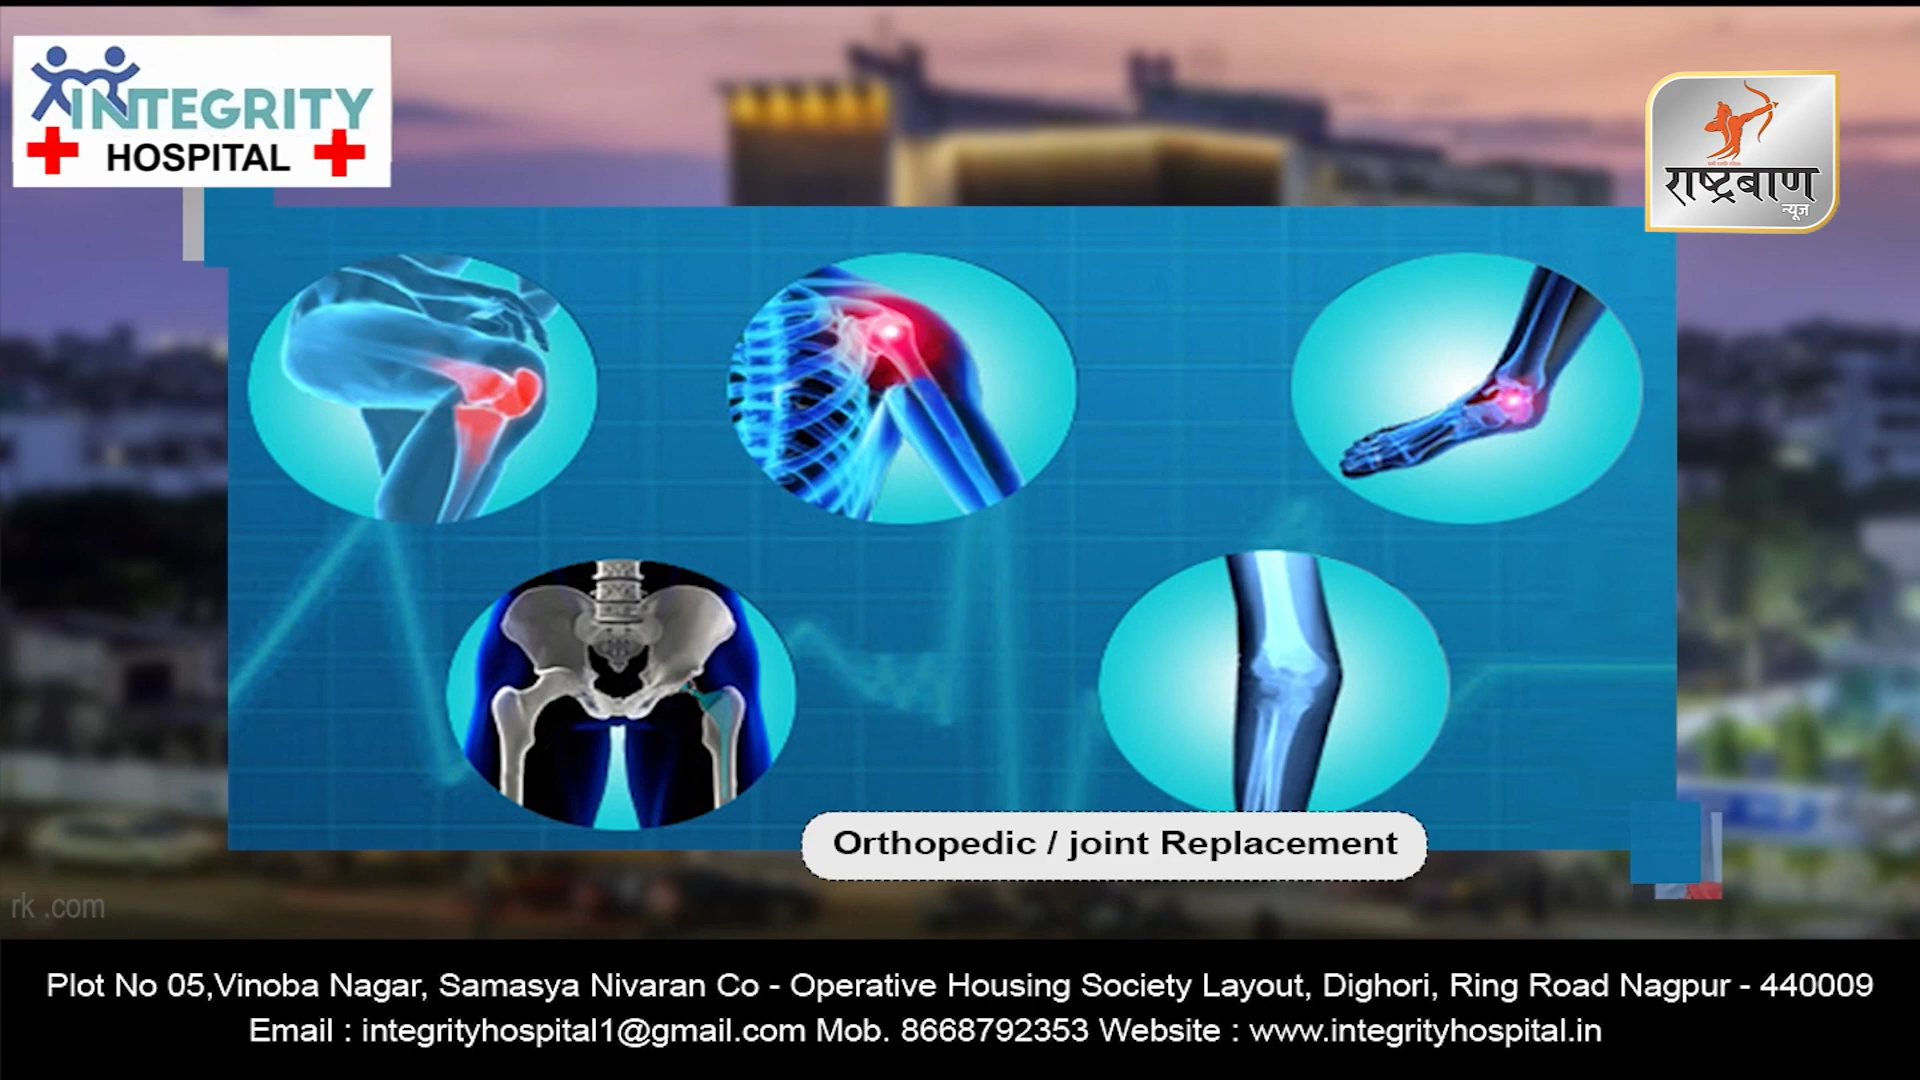 INTEGRITY
HOSPITAL
राष्ट्रबाण
न्यूज
Orthopedic / joint Replacement
rk .com
Plot No 05,Vinoba Nagar, Samasya Nivaran Co - Operative Housing Society Layout, Dighori, Ring Road Nagpur - 440009
Email : integrityhospital1@gmail.com Mob. 8668792353 Website : www.integrityhospital.in